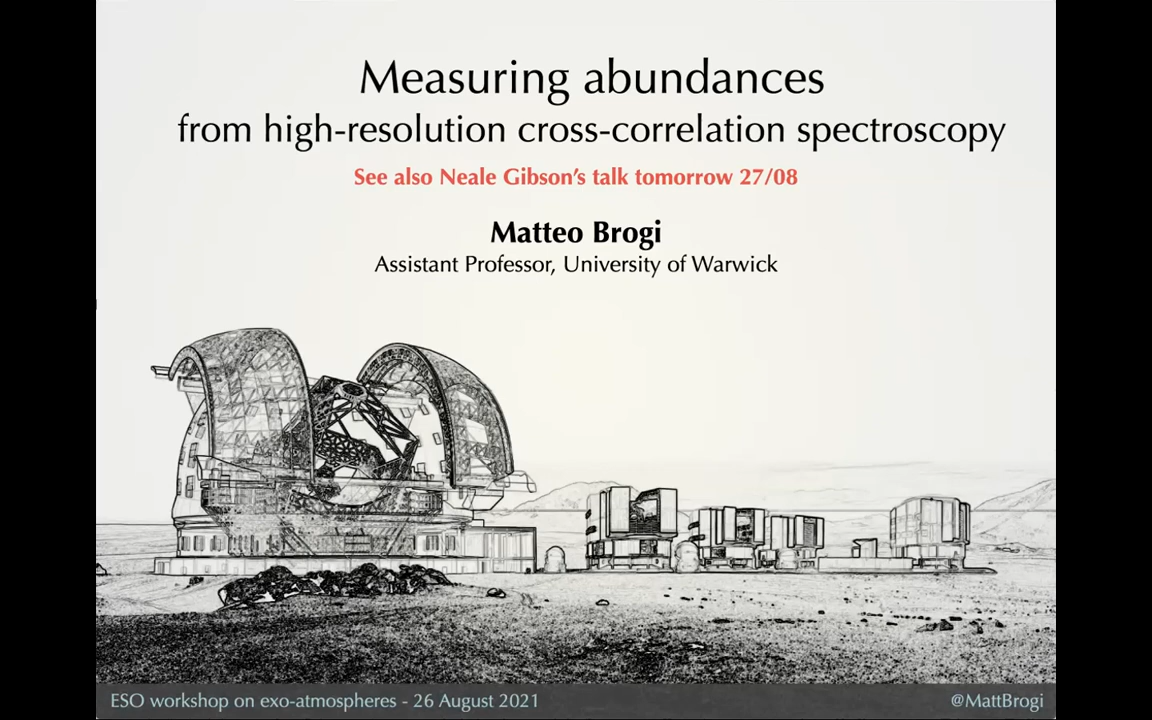 Measuring abundances
from high-resolution cross-correlation spectroscopy
See also Neale Gibson's talk tomorrow 27/08
Matteo Brogi
Assistant Professor, University of Warwick
ESO workshop on exo-atmospheres - 26 August 2021
@MattBrogi